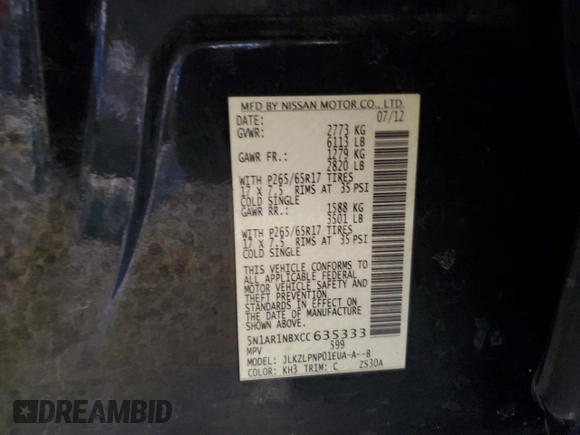 MFD BY NISSAN MOTOR CO., LTD.
DATE: 07/12
GVWR: 2773 KG
6113 LB
GAWR FR.: 1279 KG
2820 LB
WITH P265/65R17 TIRES
17 X 7.5 RIMS AT 35 PSI
COLD SINGLE
GAWR RR.: 1588 KG
3501 LB
WITH P265/65R17 TIRES
17 X 7.5 RIMS AT 35 PSI
COLD SINGLE
THIS VEHICLE CONFORMS TO
ALL APPLICABLE FEDERAL
MOTOR VEHICLE SAFETY AND
THEFT PREVENTION
STANDARDS IN EFFECT ON
THE DATE OF MANUFACTURE
SHOWN ABOVE.
5N1AR1NBXCC 635333
MPV 599
MODEL: JLKZLPNP01EUA-A--B
COLOR: KH3 TRIM: C ZS30A
DREAMBID